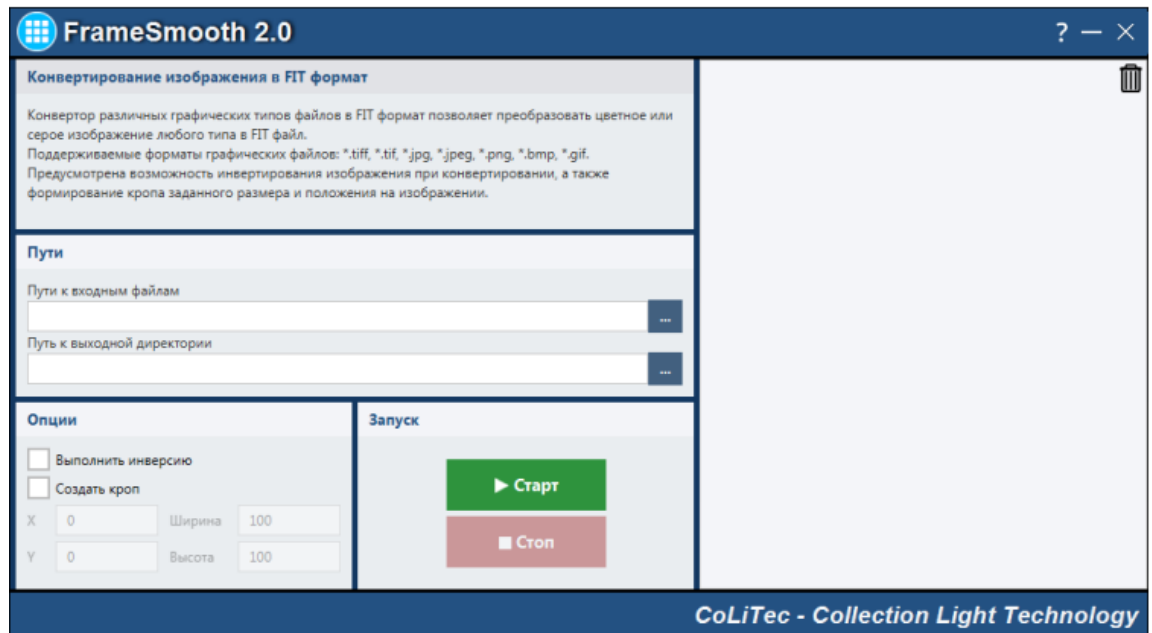 FrameSmooth 2.0
? — ×
Конвертирование изображения в FIT формат
Конвертор различных графических типов файлов в FIT формат позволяет преобразовать цветное или
серое изображение любого типа в FIT файл.
Поддерживаемые форматы графических файлов: *.tiff, *.tif, *.jpg, *.jpeg, *.png, *.bmp, *.gif.
Предусмотрена возможность инвертирования изображения при конвертировании, а также
формирование кропа заданного размера и положения на изображении.
Пути
Пути к входным файлам
...
Путь к выходной директории
...
Опции
Выполнить инверсию
Создать кроп
X 0 Ширина 100
Y 0 Высота 100
Запуск
Старт
Стоп
CoLiTec - Collection Light Technology